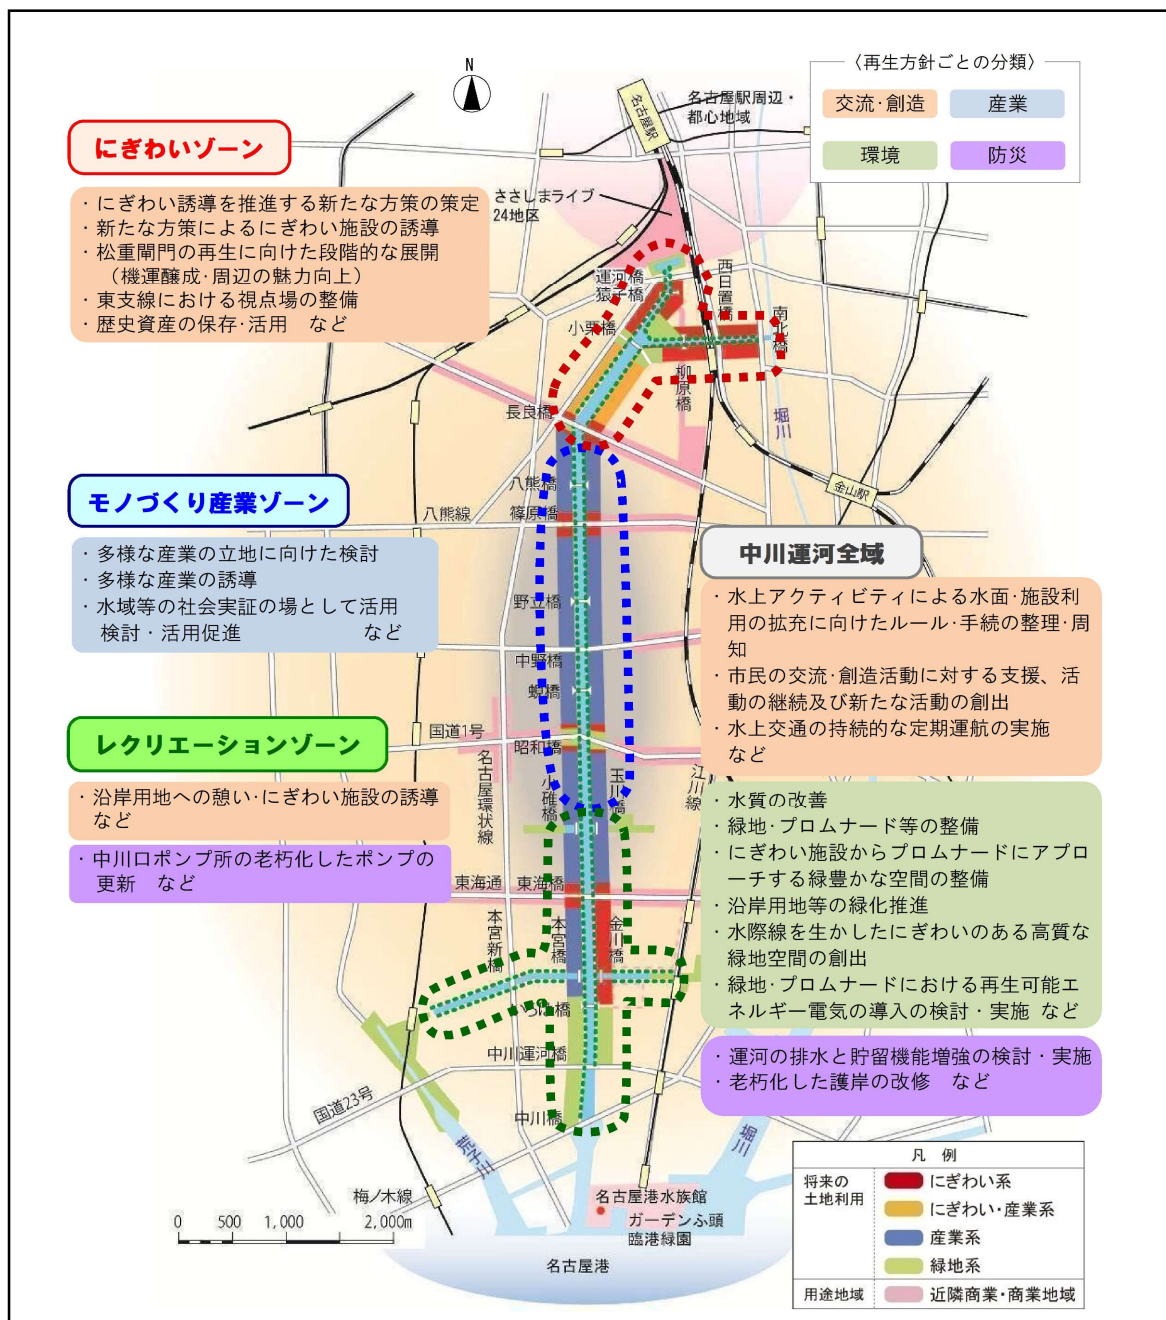 〈再生方針ごとの分類〉
交流･創造
産業
環境
防災
N
名古屋駅
名古屋駅周辺・
都心地域
ささしまライブ
24地区
にぎわいゾーン
・にぎわい誘導を推進する新たな方策の策定
・新たな方策によるにぎわい施設の誘導
・松重閘門の再生に向けた段階的な展開
（機運醸成･周辺の魅力向上）
・東支線における視点場の整備
・歴史資産の保存･活用　など
運河橋
猿子橋
西日置橋
南北橋
小栗橋
柳原橋
長良橋
堀川
金山駅
モノづくり産業ゾーン
・多様な産業の立地に向けた検討
・多様な産業の誘導
・水域等の社会実証の場として活用
検討・活用促進　など
八熊橋
八熊線
篠原橋
野立橋
中野橋
蜆橋
国道1号
昭和橋
名古屋環状線
小碓橋
玉川橋
江川線
中川運河全域
・水上アクティビティによる水面･施設利
用の拡充に向けたルール･手続の整理･周
知
・市民の交流･創造活動に対する支援、活
動の継続及び新たな活動の創出
・水上交通の持続的な定期運航の実施
など
・水質の改善
・緑地･プロムナード等の整備
・にぎわい施設からプロムナードにアプロ
ーチする緑豊かな空間の整備
・沿岸用地等の緑化推進
・水際線を生かしたにぎわいのある高質な
緑地空間の創出
・緑地･プロムナードにおける再生可能エ
ネルギー電気の導入の検討・実施 など
・運河の排水と貯留機能増強の検討・実施
・老朽化した護岸の改修　など
レクリエーションゾーン
・沿岸用地への憩い･にぎわい施設の誘導
など
・中川口ポンプ所の老朽化したポンプの
更新　など
東海通
東海橋
本宮新橋
本宮橋
金川橋
中川運河橋
国道23号
中川橋
荒子川
堀川
梅ノ木線
0 500 1,000 2,000m
名古屋港水族館
ガーデンふ頭
臨港緑園
名古屋港
凡 例
将来の
土地利用
にぎわい系
にぎわい･産業系
産業系
緑地系
用途地域
近隣商業･商業地域